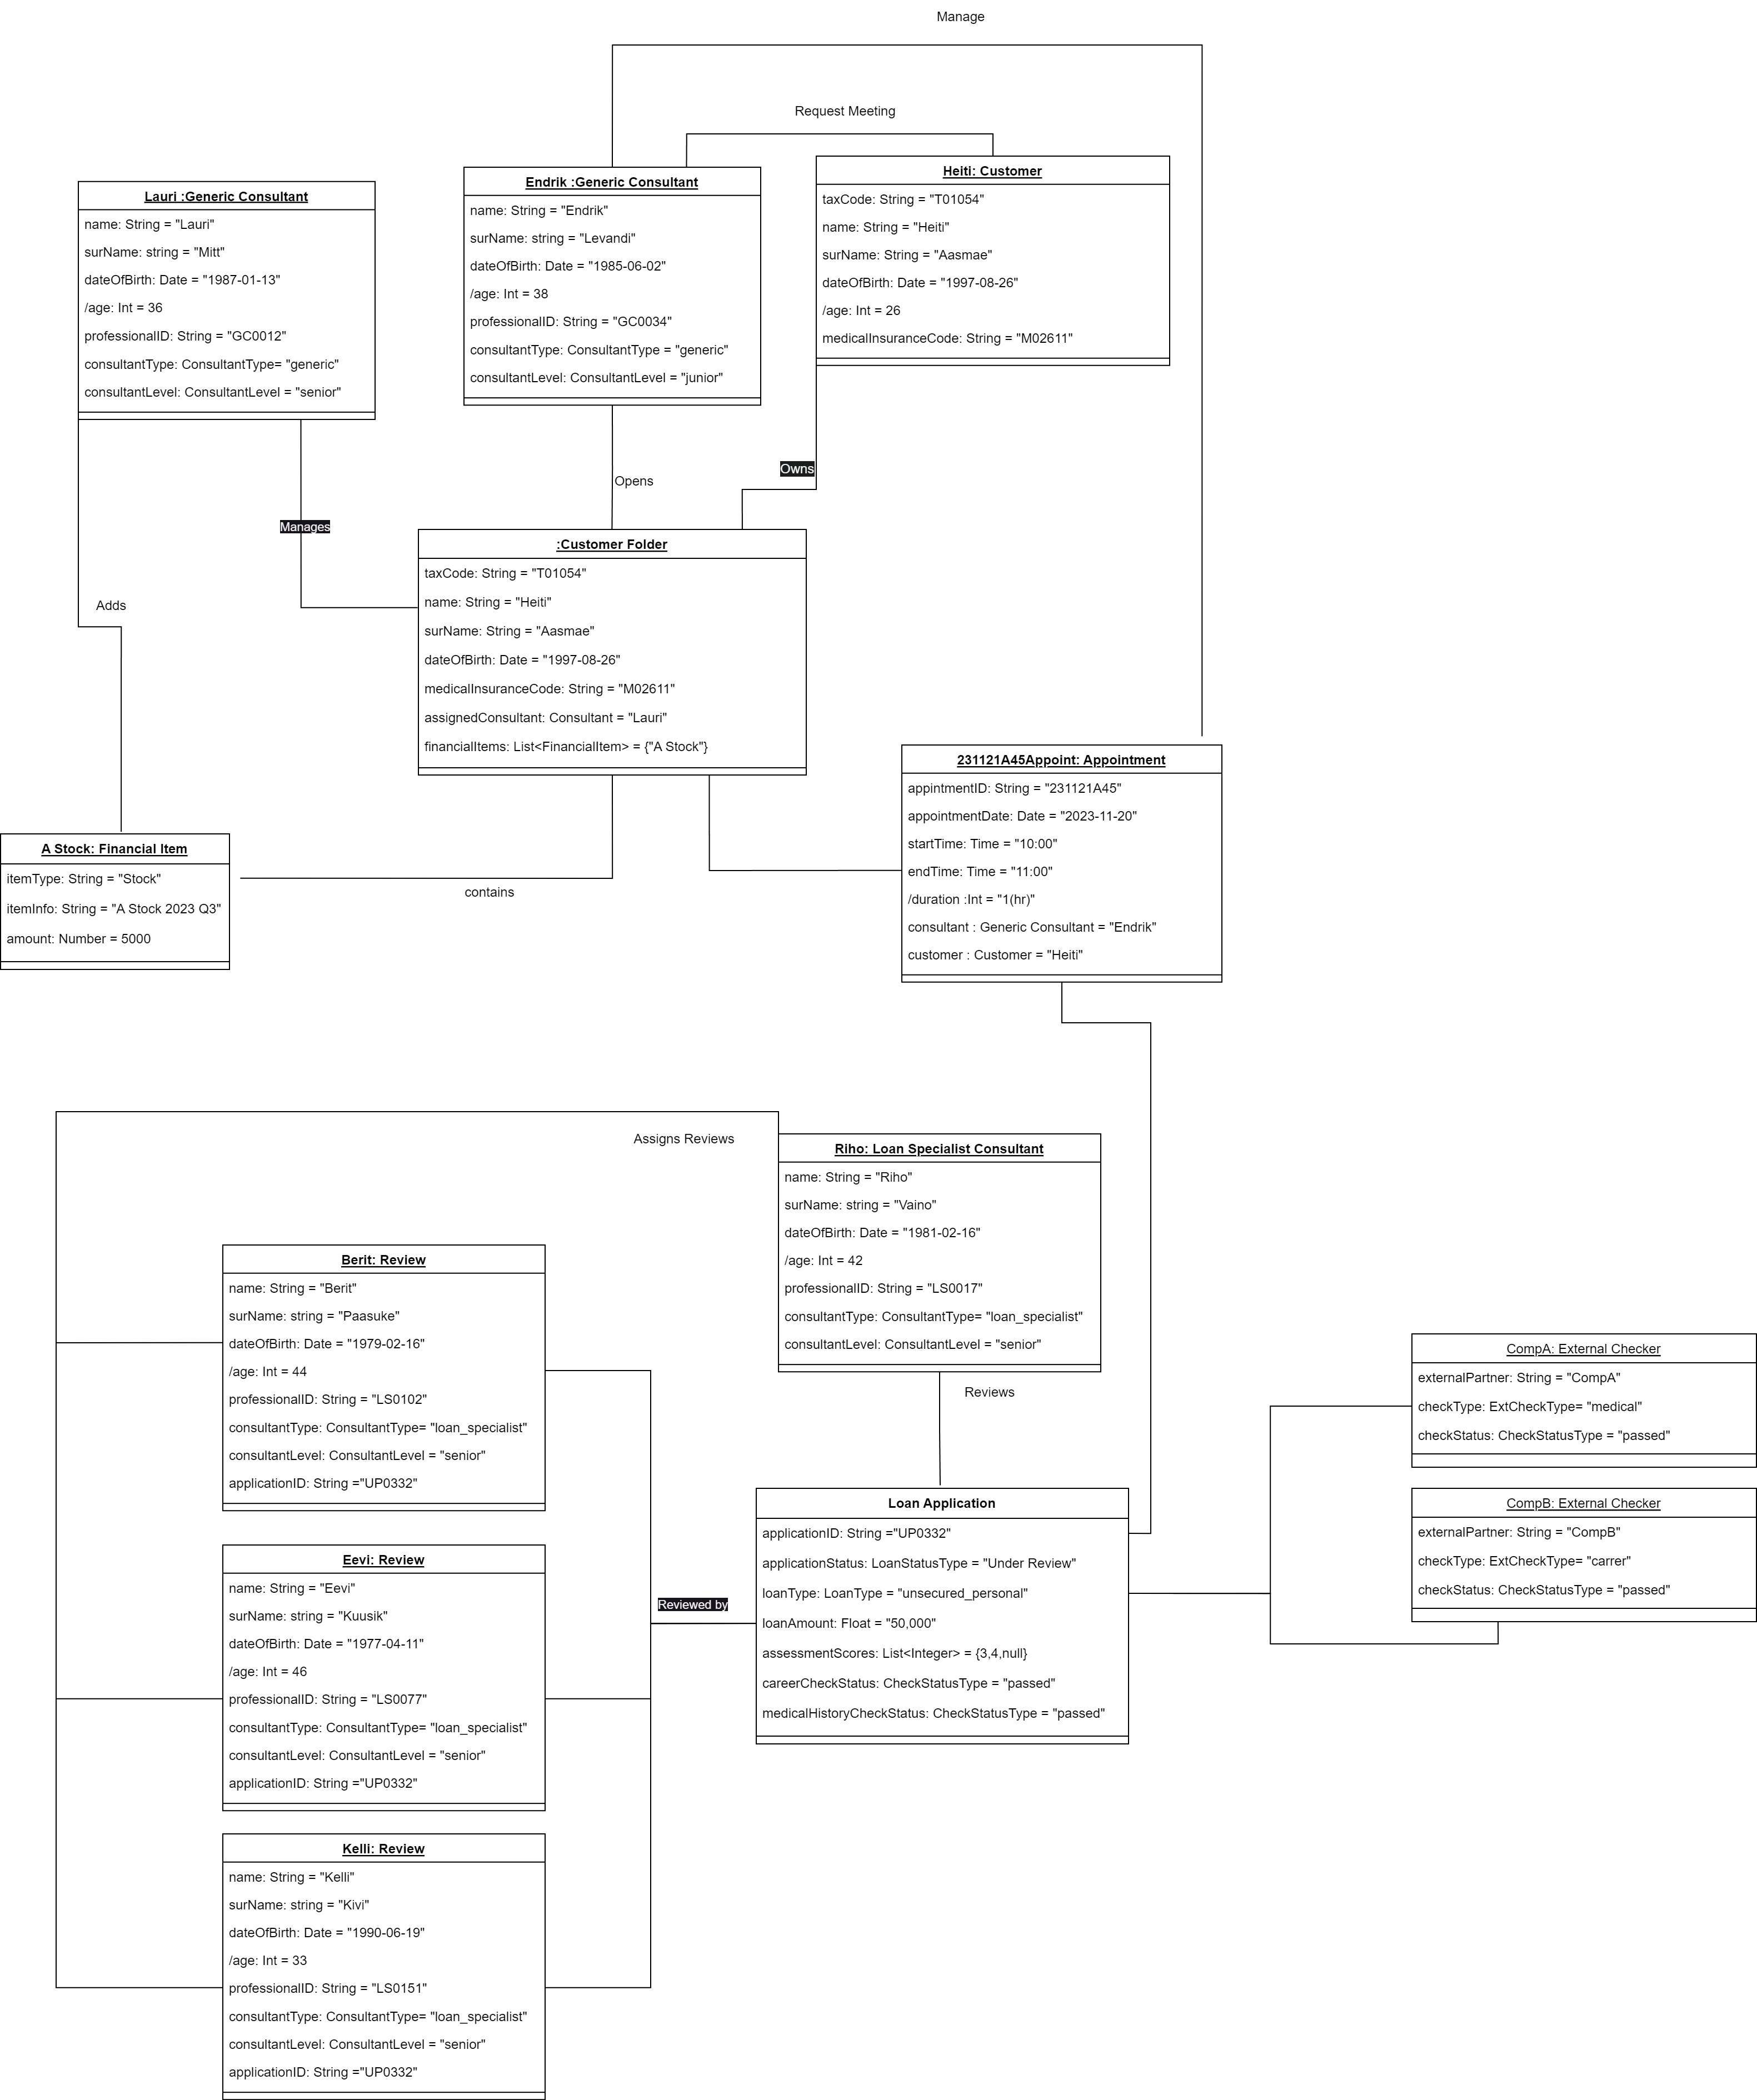 Manage
Request Meeting
Lauri :Generic Consultant
name: String = "Lauri"
surName: string = "Mitt"
dateOfBirth: Date = "1987-01-13"
/age: Int = 36
professionalID: String = "GC0012"
consultantType: ConsultantType= "generic"
consultantLevel: ConsultantLevel = "senior"
Endrik :Generic Consultant
name: String = "Endrik"
surName: string = "Levandi"
dateOfBirth: Date = "1985-06-02"
/age: Int = 38
professionalID: String = "GC0034"
consultantType: ConsultantType = "generic"
consultantLevel: ConsultantLevel = "junior"
Heiti: Customer
taxCode: String = "T01054"
name: String = "Heiti"
surName: String = "Aasmae"
dateOfBirth: Date = "1997-08-26"
/age: Int = 26
medicalInsuranceCode: String = "M02611"
Owns
Opens
Manages
Adds
:Customer Folder
taxCode: String = "T01054"
name: String = "Heiti"
surName: String = "Aasmae"
dateOfBirth: Date = "1997-08-26"
medicalInsuranceCode: String = "M02611"
assignedConsultant: Consultant = "Lauri"
financialItems: List<FinancialItem> = {"A Stock"}
A Stock: Financial Item
itemType: String = "Stock"
itemInfo: String = "A Stock 2023 Q3"
amount: Number = 5000
contains
231121A45Appoint: Appointment
appintmentID: String = "231121A45"
appointmentDate: Date = "2023-11-20"
startTime: Time = "10:00"
endTime: Time = "11:00"
/duration :Int = "1(hr)"
consultant : Generic Consultant = "Endrik"
customer : Customer = "Heiti"
Assigns Reviews
Riho: Loan Specialist Consultant
name: String = "Riho"
surName: string = "Vaino"
dateOfBirth: Date = "1981-02-16"
/age: Int = 42
professionalID: String = "LS0017"
consultantType: ConsultantType= "loan_specialist"
consultantLevel: ConsultantLevel = "senior"
Reviews
Berit: Review
name: String = "Berit"
surName: string = "Paasuke"
dateOfBirth: Date = "1979-02-16"
/age: Int = 44
professionalID: String = "LS0102"
consultantType: ConsultantType= "loan_specialist"
consultantLevel: ConsultantLevel = "senior"
applicationID: String ="UP0332"
Eevi: Review
name: String = "Eevi"
surName: string = "Kuusik"
dateOfBirth: Date = "1977-04-11"
/age: Int = 46
professionalID: String = "LS0077"
consultantType: ConsultantType= "loan_specialist"
consultantLevel: ConsultantLevel = "senior"
applicationID: String ="UP0332"
Kelli: Review
name: String = "Kelli"
surName: string = "Kivi"
dateOfBirth: Date = "1990-06-19"
/age: Int = 33
professionalID: String = "LS0151"
consultantType: ConsultantType= "loan_specialist"
consultantLevel: ConsultantLevel = "senior"
applicationID: String ="UP0332"
Reviewed by
Loan Application
applicationID: String ="UP0332"
applicationStatus: LoanStatusType = "Under Review"
loanType: LoanType = "unsecured_personal"
loanAmount: Float = "50,000"
assessmentScores: List<Integer> = {3,4,null}
careerCheckStatus: CheckStatusType = "passed"
medicalHistoryCheckStatus: CheckStatusType = "passed"
CompA: External Checker
externalPartner: String = "CompA"
checkType: ExtCheckType= "medical"
checkStatus: CheckStatusType = "passed"
CompB: External Checker
externalPartner: String = "CompB"
checkType: ExtCheckType= "carrer"
checkStatus: CheckStatusType = "passed"